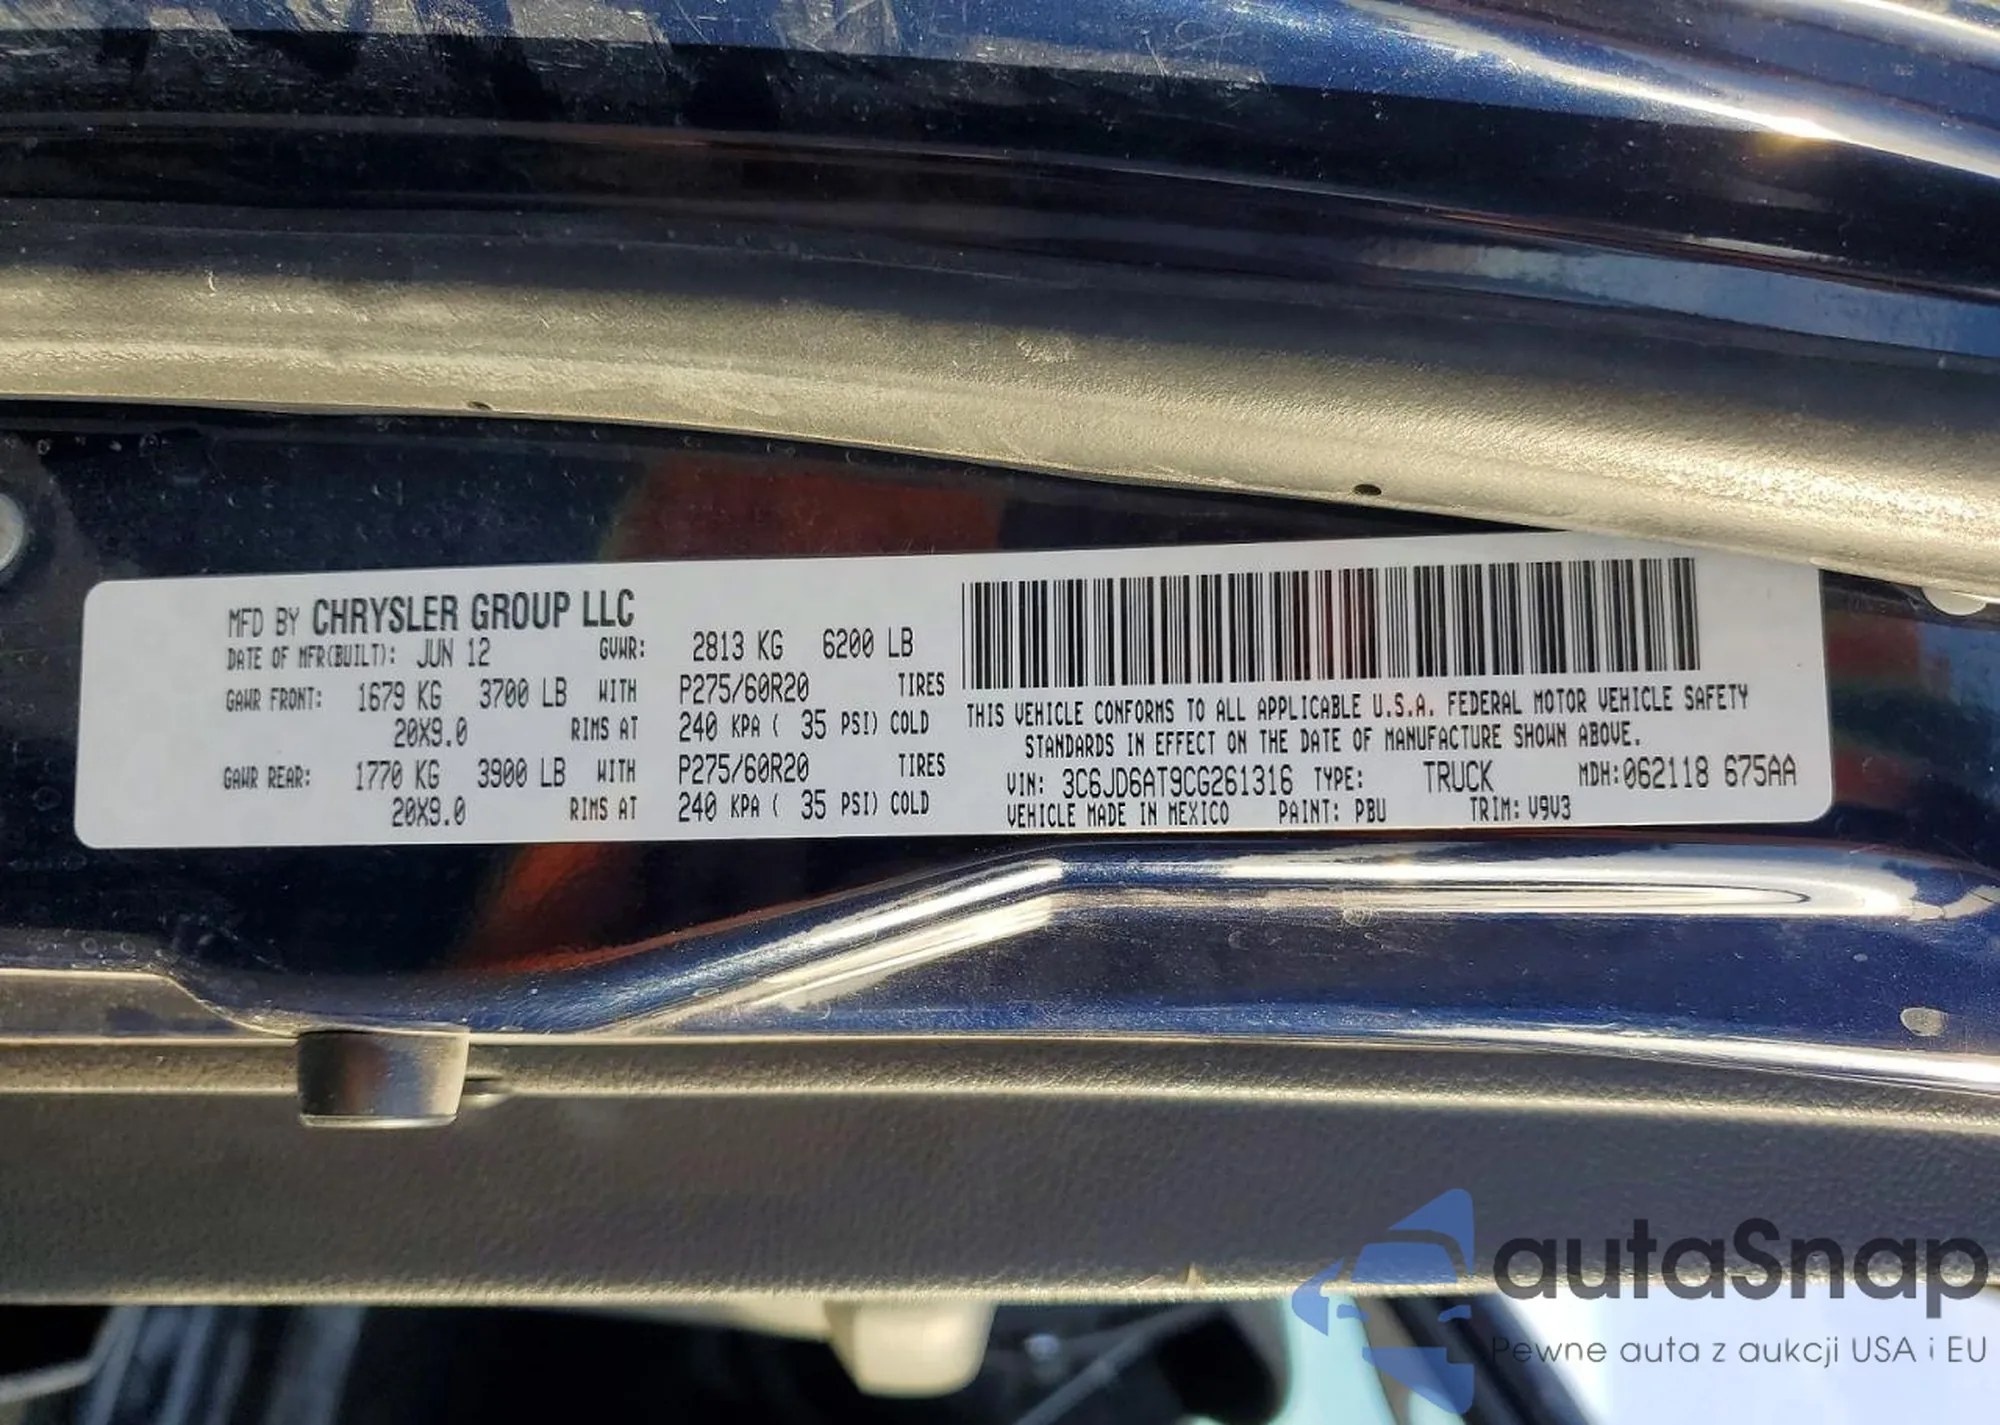 MFD BY CHRYSLER GROUP LLC
DATE OF MFR(BUILT): JUN 12 GVWR: 2813 KG 6200 LB
GAWR FRONT: 1679 KG 3700 LB WITH P275/60R20 TIRES
20X9.0 RIMS AT 240 KPA ( 35 PSI) COLD
GAWR REAR: 1770 KG 3900 LB WITH P275/60R20 TIRES
20X9.0 RIMS AT 240 KPA ( 35 PSI) COLD
THIS VEHICLE CONFORMS TO ALL APPLICABLE U.S.A. FEDERAL MOTOR VEHICLE SAFETY
STANDARDS IN EFFECT ON THE DATE OF MANUFACTURE SHOWN ABOVE.
VIN: 3C6JD6AT9CG261316 TYPE: TRUCK MDH:062118 675AA
VEHICLE MADE IN MEXICO PAINT: PBU TRIM: V9V3
autaSnap
Pewne auta z aukcji USA i EU